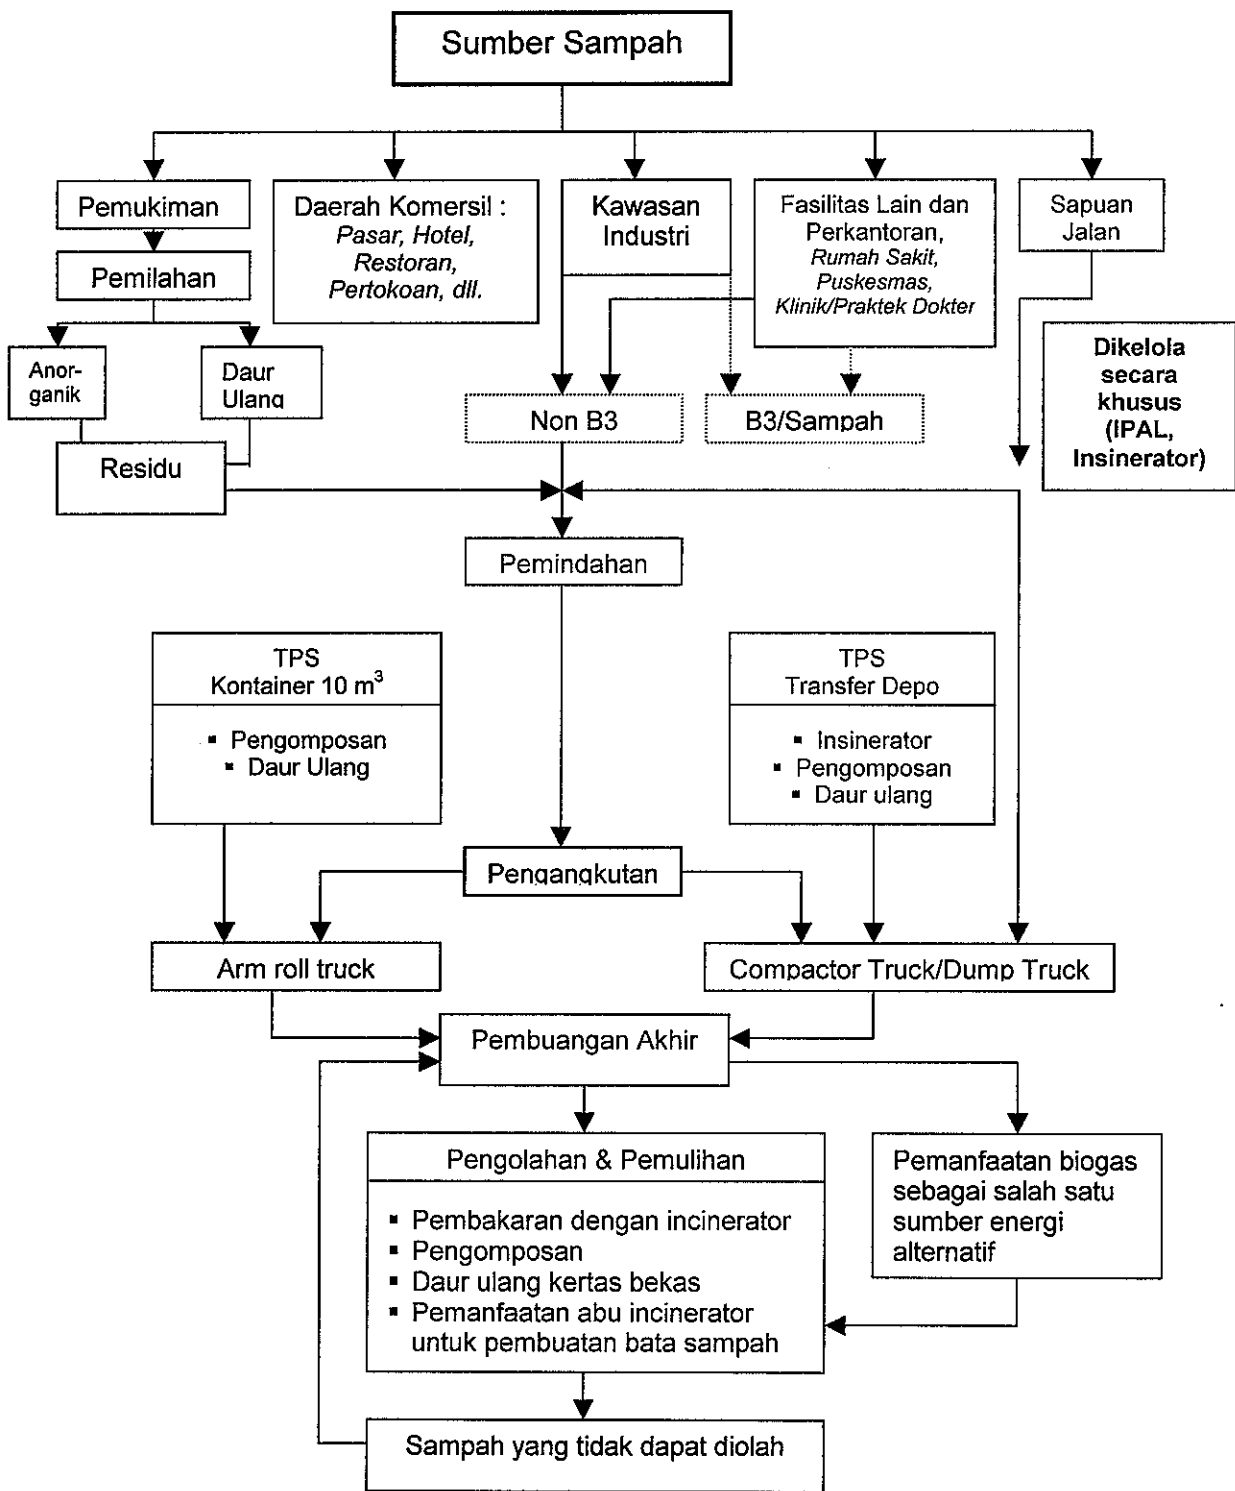 Sumber Sampah
Pemukiman
Daerah Komersil :
Pasar, Hotel,
Restoran,
Pertokoan, dll.
Kawasan
Industri
Fasilitas Lain dan
Perkantoran,
Rumah Sakit,
Puskesmas,
Klinik/Praktek Dokter
Sapuan
Jalan
Pemilahan
Anor-
ganik
Daur
Ulang
Dikelola
secara
khusus
(IPAL,
Insinerator)
Non B3
B3/Sampah
Residu
Pemindahan
TPS
Kontainer 10 m³
▪ Pengomposan
▪ Daur Ulang
TPS
Transfer Depo
▪ Insinerator
▪ Pengomposan
▪ Daur ulang
Pengangkutan
Arm roll truck
Compactor Truck/Dump Truck
Pembuangan Akhir
Pengolahan & Pemulihan
▪ Pembakaran dengan incinerator
▪ Pengomposan
▪ Daur ulang kertas bekas
▪ Pemanfaatan abu incinerator
untuk pembuatan bata sampah
Pemanfaatan biogas
sebagai salah satu
sumber energi
alternatif
Sampah yang tidak dapat diolah